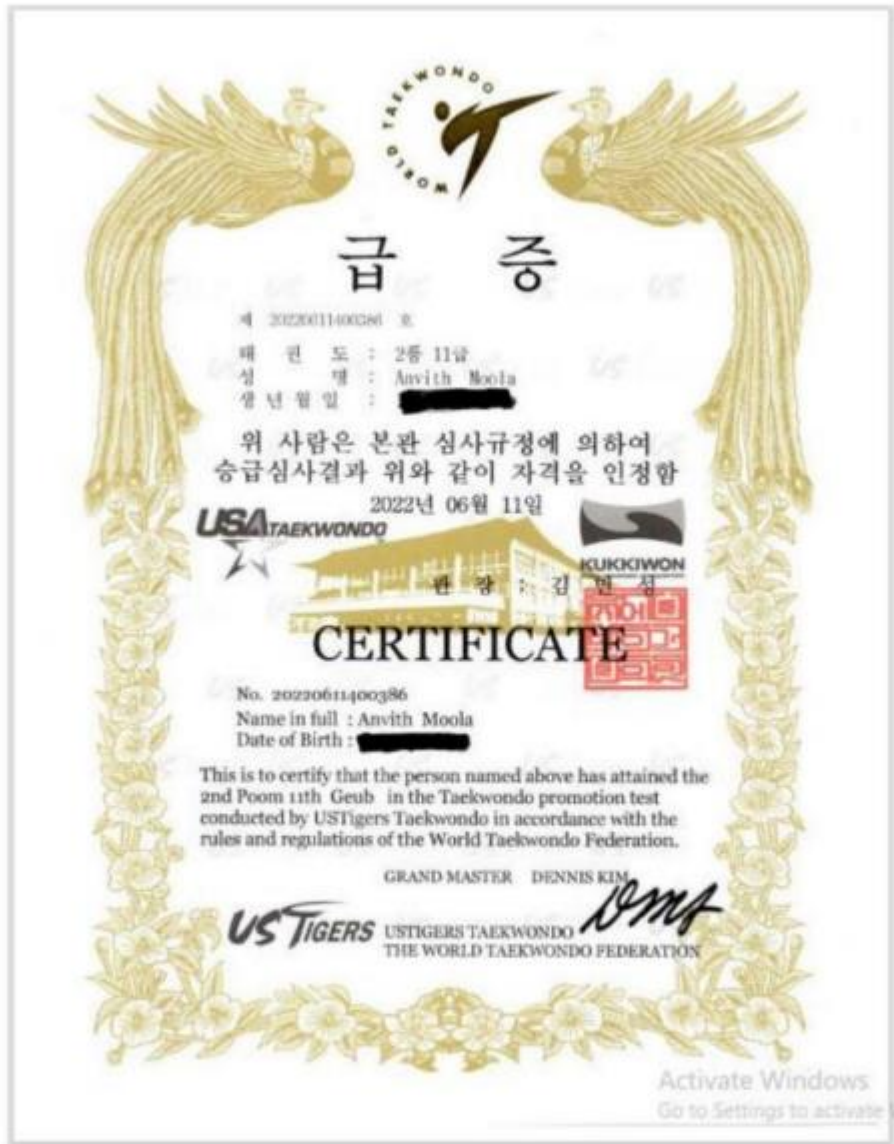 WORLD TAEKWONDO
급 증
제 20220611400386 호
태 권 도 : 2품 11급
성 명 : Anvith Moola
생 년 월 일 :
위 사람은 본관 심사규정에 의하여
승급심사결과 위와 같이 자격을 인정함
2022년 06월 11일
USA TAEKWONDO
KUKKIWON
관 장 : 김 민 성
CERTIFICATE
No. 20220611400386
Name in full : Anvith Moola
Date of Birth :
This is to certify that the person named above has attained the
2nd Poom 11th Geub in the Taekwondo promotion test
conducted by USTigers Taekwondo in accordance with the
rules and regulations of the World Taekwondo Federation.
GRAND MASTER DENNIS KIM
US TIGERS
USTIGERS TAEKWONDO
THE WORLD TAEKWONDO FEDERATION
Activate Windows
Go to Settings to activate